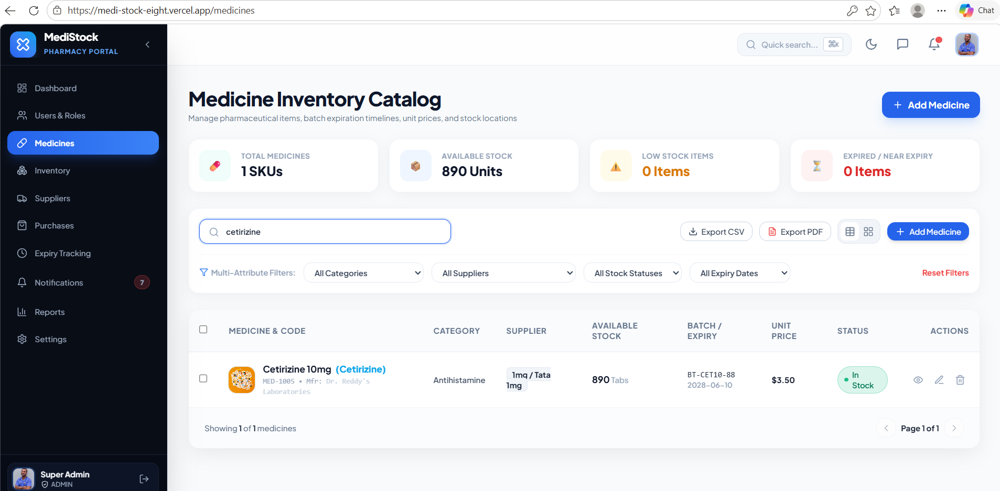 https://medi-stock-eight.vercel.app/medicines
Chat
MediStock
PHARMACY PORTAL
Quick search...
⌘k
Dashboard
Users & Roles
Medicines
Inventory
Suppliers
Purchases
Expiry Tracking
Notifications
7
Reports
Settings
Super Admin
ADMIN
Medicine Inventory Catalog
Manage pharmaceutical items, batch expiration timelines, unit prices, and stock locations
+ Add Medicine
TOTAL MEDICINES
1 SKUs
AVAILABLE STOCK
890 Units
LOW STOCK ITEMS
0 Items
EXPIRED / NEAR EXPIRY
0 Items
cetirizine
Export CSV
Export PDF
+ Add Medicine
Multi-Attribute Filters:
All Categories
All Suppliers
All Stock Statuses
All Expiry Dates
Reset Filters
MEDICINE & CODE
CATEGORY
SUPPLIER
AVAILABLE
STOCK
BATCH /
EXPIRY
UNIT
PRICE
STATUS
ACTIONS
Cetirizine 10mg (Cetirizine)
MED-1005 • Mfr: Dr. Reddy's
Laboratories
Antihistamine
1mg / Tata
1mg
890 Tabs
BT-CET10-88
2028-06-10
$3.50
In
Stock
Showing 1 of 1 medicines
Page 1 of 1